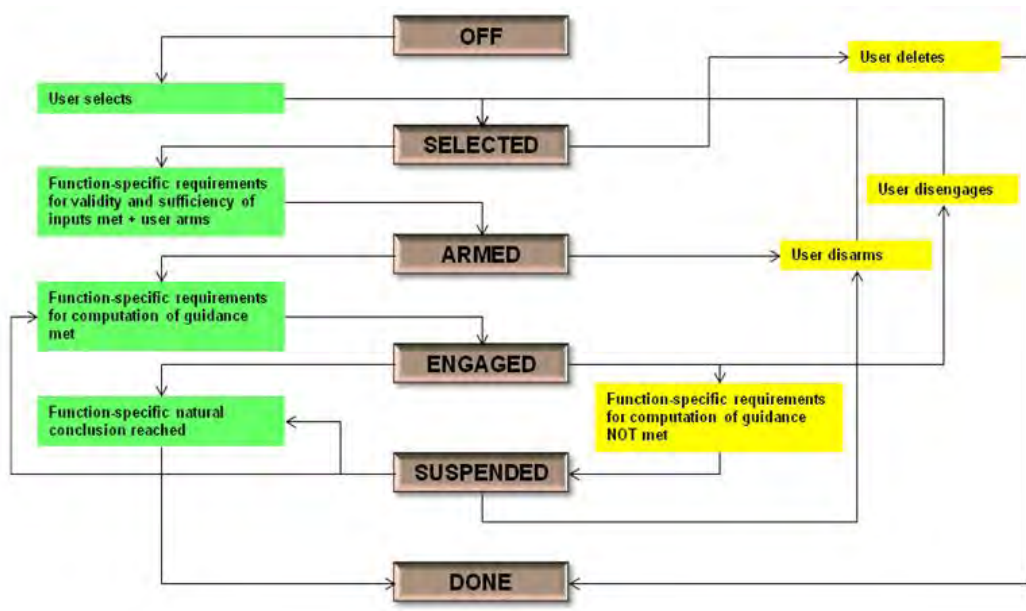 OFF
User deletes
User selects
SELECTED
Function-specific requirements
for validity and sufficiency of
inputs met + user arms
User disengages
ARMED
User disarms
Function-specific requirements
for computation of guidance
met
ENGAGED
Function-specific natural
conclusion reached
Function-specific requirements
for computation of guidance
NOT met
SUSPENDED
DONE